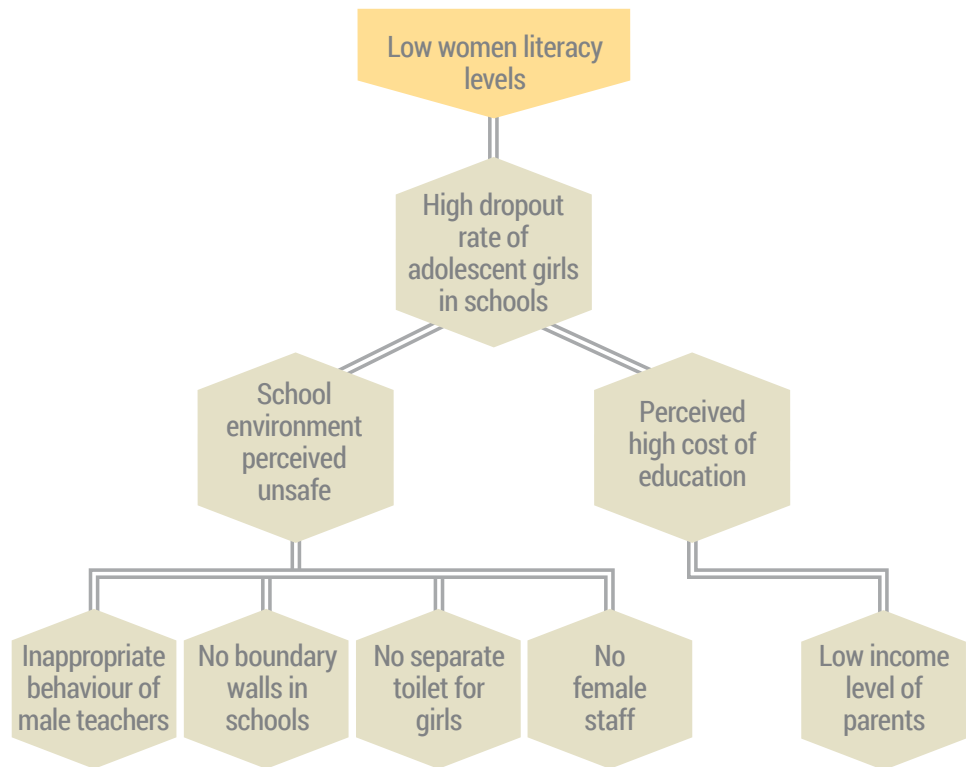 Low women literacy
levels
High dropout
rate of
adolescent girls
in schools
School
environment
perceived
unsafe
Perceived
high cost of
education
Inappropriate
behaviour of
male teachers
No boundary
walls in
schools
No separate
toilet for
girls
No
female
staff
Low income
level of
parents